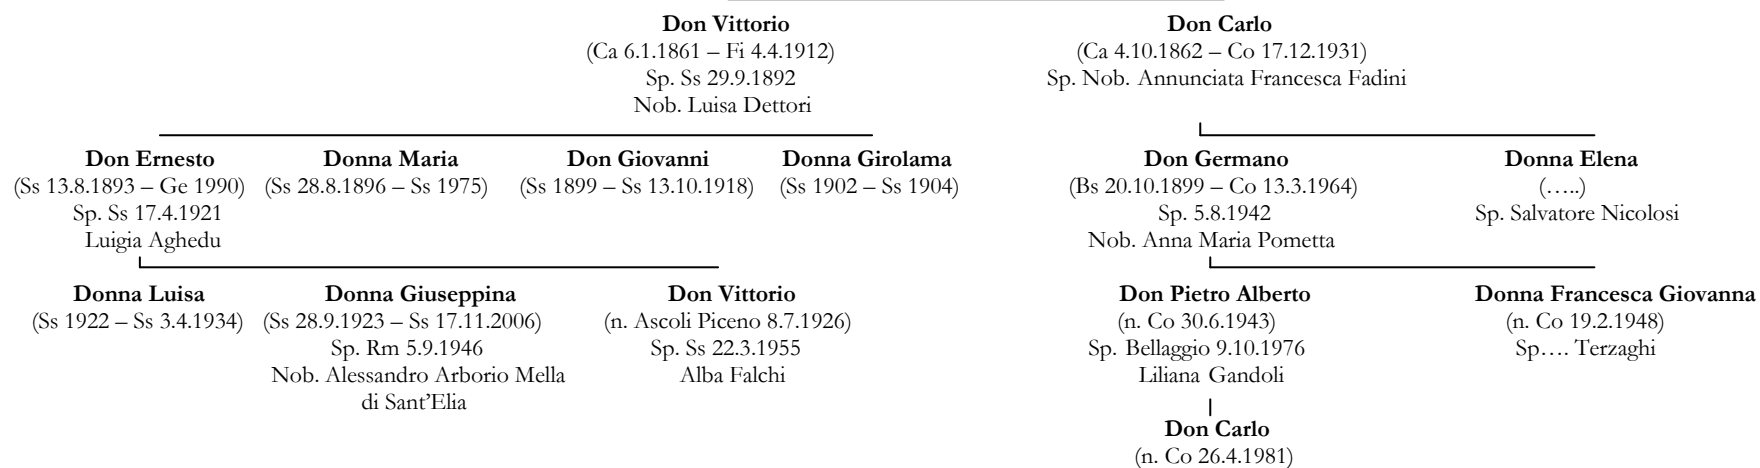 Don Vittorio
(Ca 6.1.1861 – Fi 4.4.1912)
Sp. Ss 29.9.1892
Nob. Luisa Dettori
Don Carlo
(Ca 4.10.1862 – Co 17.12.1931)
Sp. Nob. Annunciata Francesca Fadini
Don Ernesto
(Ss 13.8.1893 – Ge 1990)
Sp. Ss 17.4.1921
Luigia Aghedu
Donna Maria
(Ss 28.8.1896 – Ss 1975)
Don Giovanni
(Ss 1899 – Ss 13.10.1918)
Donna Girolama
(Ss 1902 – Ss 1904)
Don Germano
(Bs 20.10.1899 – Co 13.3.1964)
Sp. 5.8.1942
Nob. Anna Maria Pometta
Donna Elena
(…..)
Sp. Salvatore Nicolosi
Donna Luisa
(Ss 1922 – Ss 3.4.1934)
Donna Giuseppina
(Ss 28.9.1923 – Ss 17.11.2006)
Sp. Rm 5.9.1946
Nob. Alessandro Arborio Mella
di Sant'Elia
Don Vittorio
(n. Ascoli Piceno 8.7.1926)
Sp. Ss 22.3.1955
Alba Falchi
Don Pietro Alberto
(n. Co 30.6.1943)
Sp. Bellaggio 9.10.1976
Liliana Gandoli
Donna Francesca Giovanna
(n. Co 19.2.1948)
Sp…. Terzaghi
Don Carlo
(n. Co 26.4.1981)